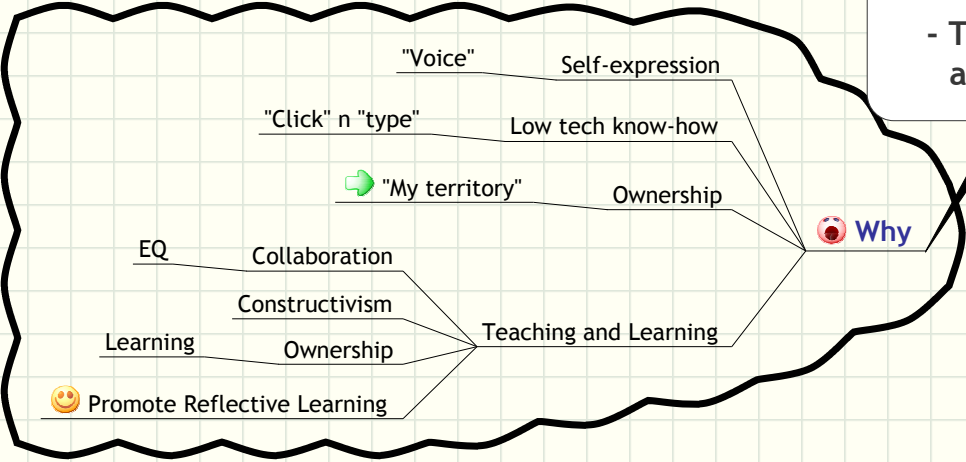 - T
a
"Voice" Self-expression
"Click" n "type" Low tech know-how
"My territory" Ownership
Why
EQ Collaboration
Constructivism
Teaching and Learning
Learning Ownership
Promote Reflective Learning